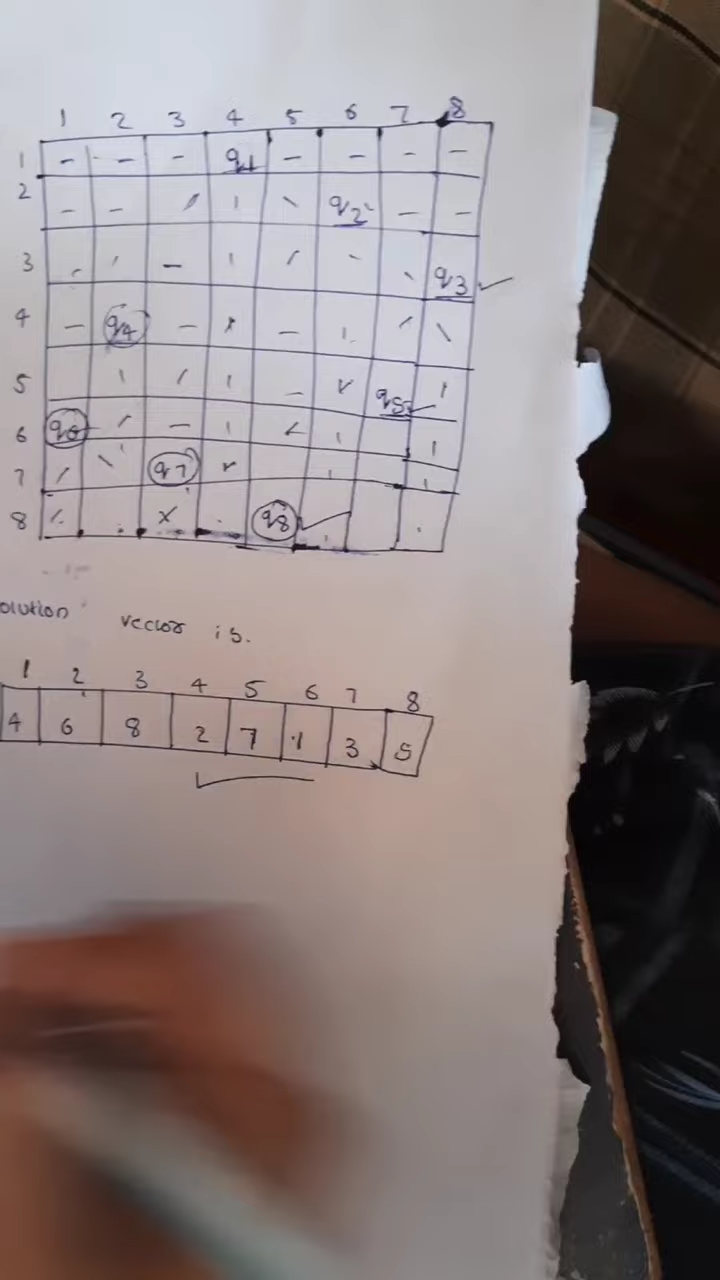 1 2 3 4 5 6 7 8
1 - - - q1 - - - -
2 - - / | \ q2 - -
3 - | / - \ q3
4 - q4 - - | / \
5 | / | - q5 |
6 q6 / - | | |
7 / \ q7 | |
8 x q8
olution vector is.
1 2 3 4 5 6 7 8
4 6 8 2 7 1 3 5